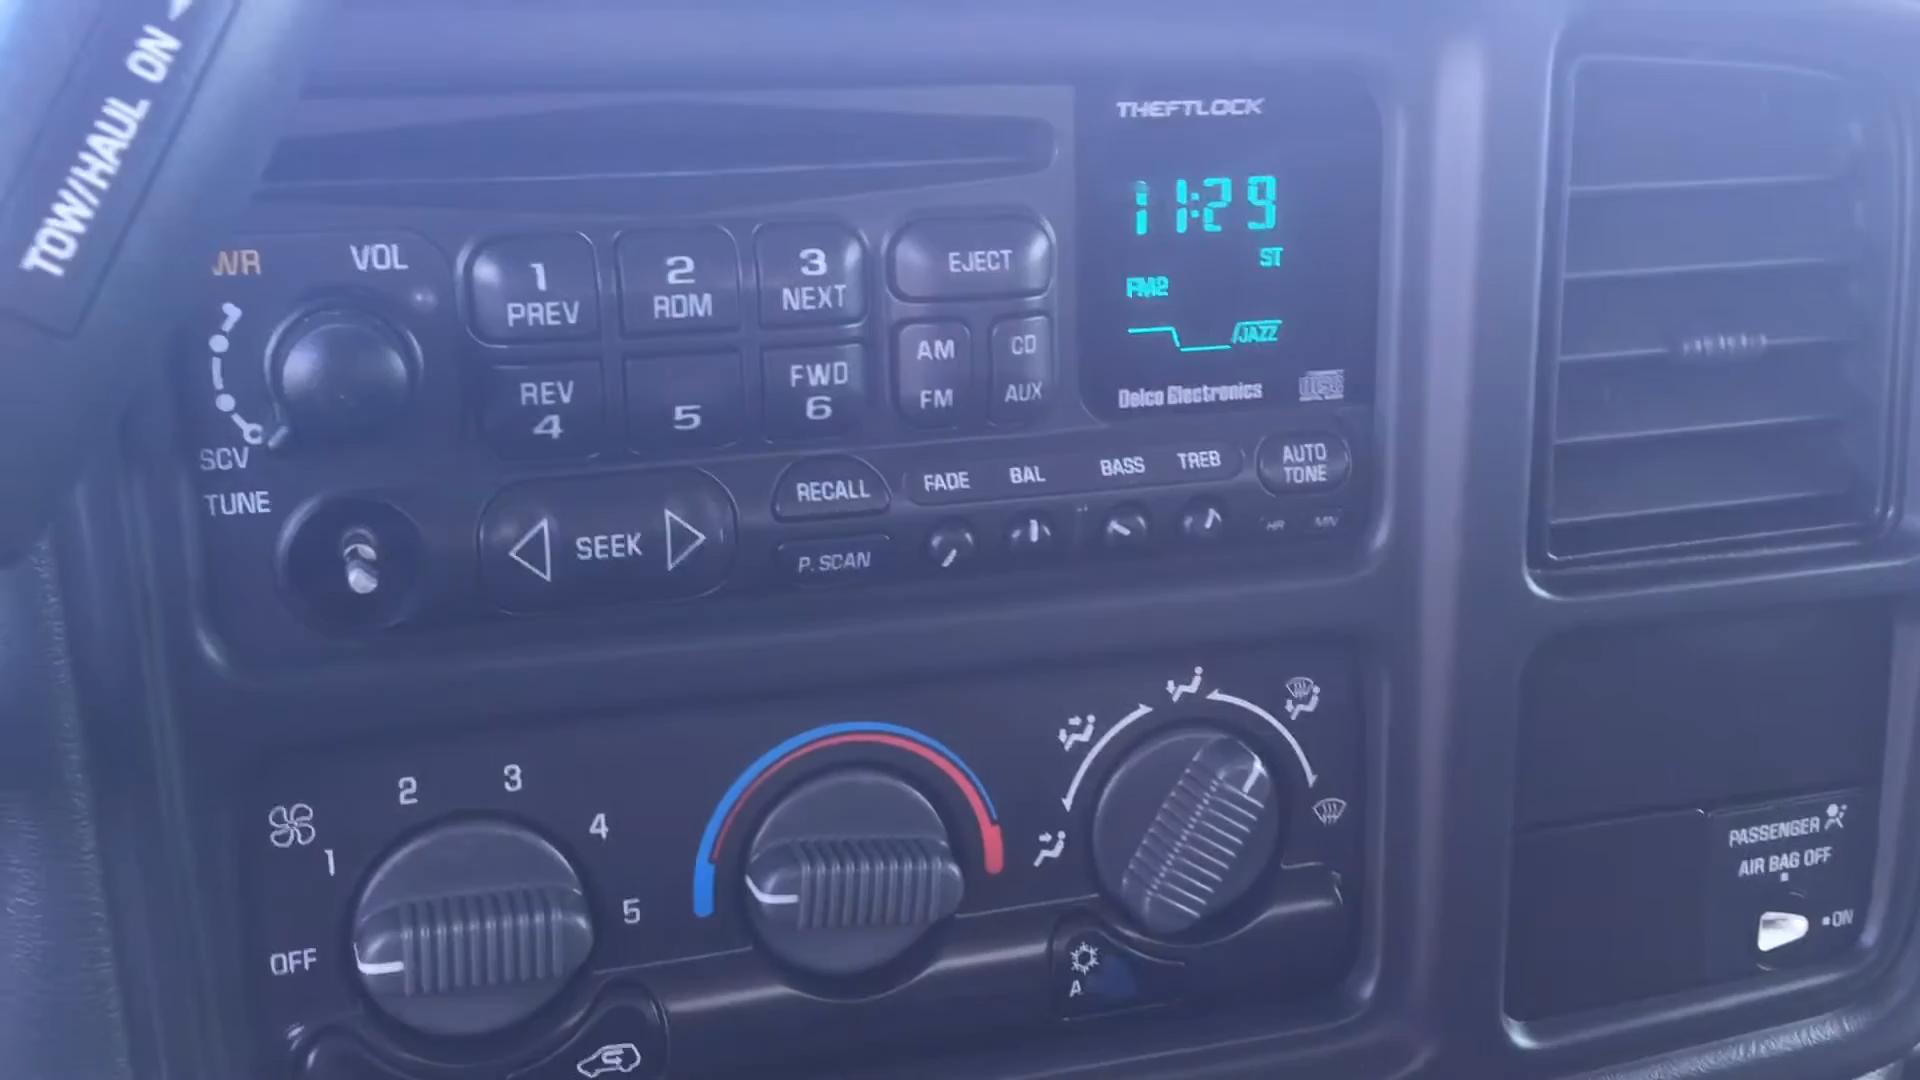 TOW/HAUL ON
THEFTLOCK
11:29
ST
FM2
JAZZ
Delco Electronics
VOL
1
PREV
2
RDM
3
NEXT
EJECT
REV
4
5
FWD
6
AM
FM
CD
AUX
SCV
TUNE
SEEK
RECALL
P.SCAN
FADE
BAL
BASS
TREB
AUTO
TONE
HR
MN
OFF
1
2
3
4
5
PASSENGER
AIR BAG OFF
ON